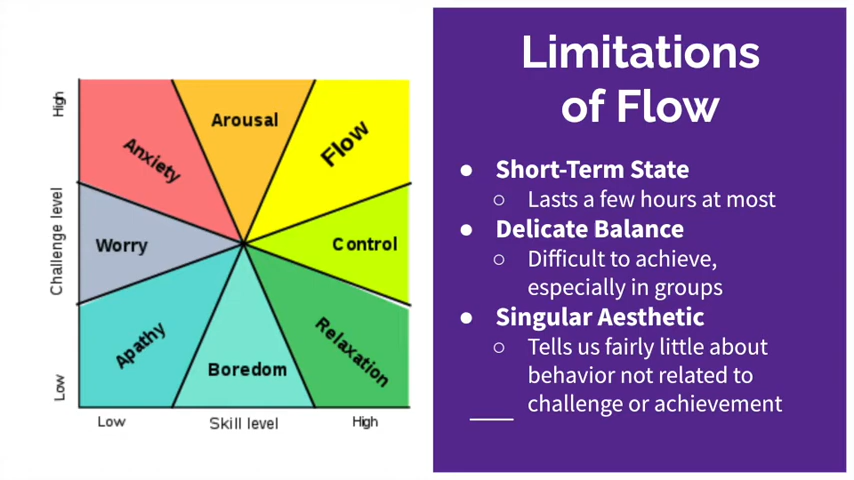 High
Challenge level
Low
Anxiety
Arousal
Flow
Worry
Control
Apathy
Boredom
Relaxation
Low
Skill level
High
Limitations
of Flow
● Short-Term State
○ Lasts a few hours at most
● Delicate Balance
○ Difficult to achieve,
especially in groups
● Singular Aesthetic
○ Tells us fairly little about
behavior not related to
challenge or achievement